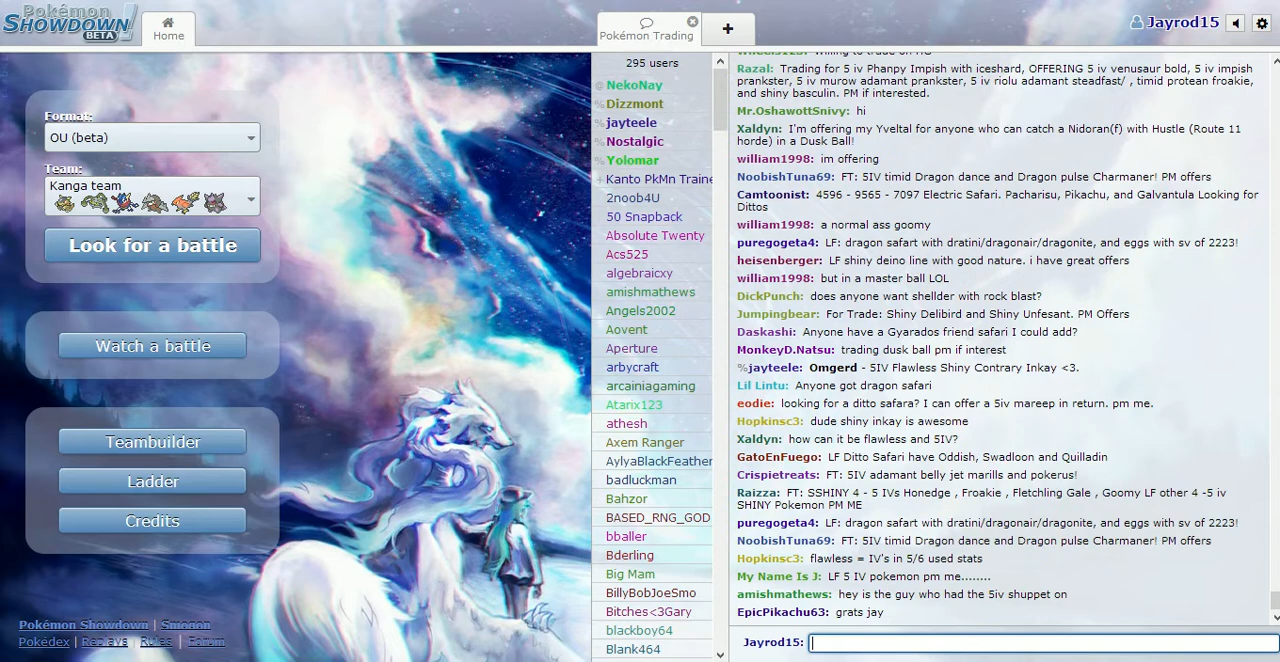 Pokémon
SHOWDOWN!
BETA
Home
Pokémon Trading
+
Jayrod15
Format:
OU (beta)
Team:
Kanga team
Look for a battle
Watch a battle
Teambuilder
Ladder
Credits
Pokémon Showdown | Smogon
Pokédex | Replays | Rules | Forum
295 users
@NekoNay
%Dizzmont
%jayteele
%Nostalgic
%Yolomar
+Kanto PkMn Traine
2noob4U
50 Snapback
Absolute Twenty
Acs525
algebraicxy
amishmathews
Angels2002
Aovent
Aperture
arbycraft
arcainiagaming
Atarix123
athesh
Axem Ranger
AylyaBlackFeather
badluckman
Bahzor
BASED_RNG_GOD
bballer
Bderling
Big Mam
BillyBobJoeSmo
Bitches<3Gary
blackboy64
Blank464
Razal: Trading for 5 iv Phanpy Impish with iceshard, OFFERING 5 iv venusaur bold, 5 iv impish
prankster, 5 iv murcow adamant prankster, 5 iv riolu adamant steadfast/ , timid protean froakie,
and shiny basculin. PM if interested.
Mr.OshawottSnivy: hi
Xaldyn: I'm offering my Yveltal for anyone who can catch a Nidoran(f) with Hustle (Route 11
horde) in a Dusk Ball!
william1998: im offering
NoobishTuna69: FT: 5IV timid Dragon dance and Dragon pulse Charmaner! PM offers
Camtoonist: 4596 - 9565 - 7097 Electric Safari. Pacharisu, Pikachu, and Galvantula Looking for
Dittos
william1998: a normal ass goomy
puregogeta4: LF: dragon safart with dratini/dragonair/dragonite, and eggs with sv of 2223!
heisenberger: LF shiny deino line with good nature. i have great offers
william1998: but in a master ball LOL
DickPunch: does anyone want shellder with rock blast?
Jumpingbear: For Trade: Shiny Delibird and Shiny Unfesant. PM Offers
Daskashi: Anyone have a Gyarados friend safari I could add?
MonkeyD.Natsu: trading dusk ball pm if interest
%jayteele: Omgerd - 5IV Flawless Shiny Contrary Inkay <3.
Lil Lintu: Anyone got dragon safari
eodie: looking for a ditto safara? I can offer a 5iv mareep in return. pm me.
Hopkinsc3: dude shiny inkay is awesome
Xaldyn: how can it be flawless and 5IV?
GatoEnFuego: LF Ditto Safari have Oddish, Swadloon and Quilladin
Crispietreats: FT: 5IV adamant belly jet marills and pokerus!
Raizza: FT: SSHINY 4 - 5 IVs Honedge , Froakie , Fletchling Gale , Goomy LF other 4 -5 iv
SHINY Pokemon PM ME
puregogeta4: LF: dragon safart with dratini/dragonair/dragonite, and eggs with sv of 2223!
NoobishTuna69: FT: 5IV timid Dragon dance and Dragon pulse Charmaner! PM offers
Hopkinsc3: flawless = IV's in 5/6 used stats
My Name Is J: LF 5 IV pokemon pm me........
amishmathews: hey is the guy who had the 5iv shuppet on
EpicPikachu63: grats jay
Jayrod15: